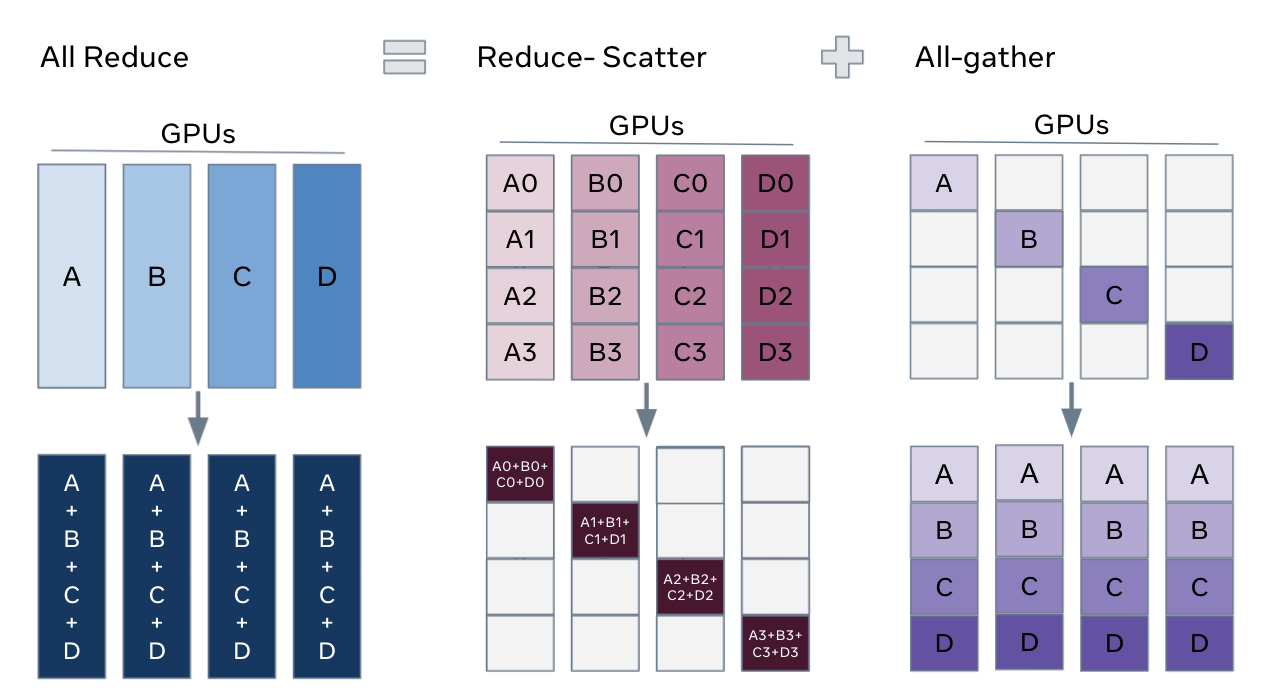 All Reduce
Reduce- Scatter
All-gather
GPUs
A B C D
A A A A
+ + + +
B B B B
+ + + +
C C C C
+ + + +
D D D D
GPUs
A0 B0 C0 D0
A1 B1 C1 D1
A2 B2 C2 D2
A3 B3 C3 D3
A0+B0+
C0+D0
A1+B1+
C1+D1
A2+B2+
C2+D2
A3+B3+
C3+D3
GPUs
A
B
C
D
A A A A
B B B B
C C C C
D D D D